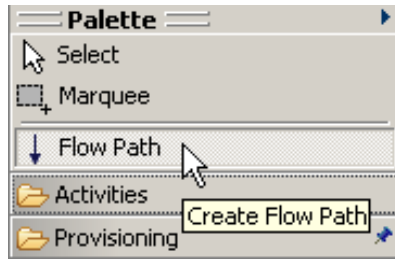 Palette
Select
Marquee
Flow Path
Activities
Create Flow Path
Provisioning